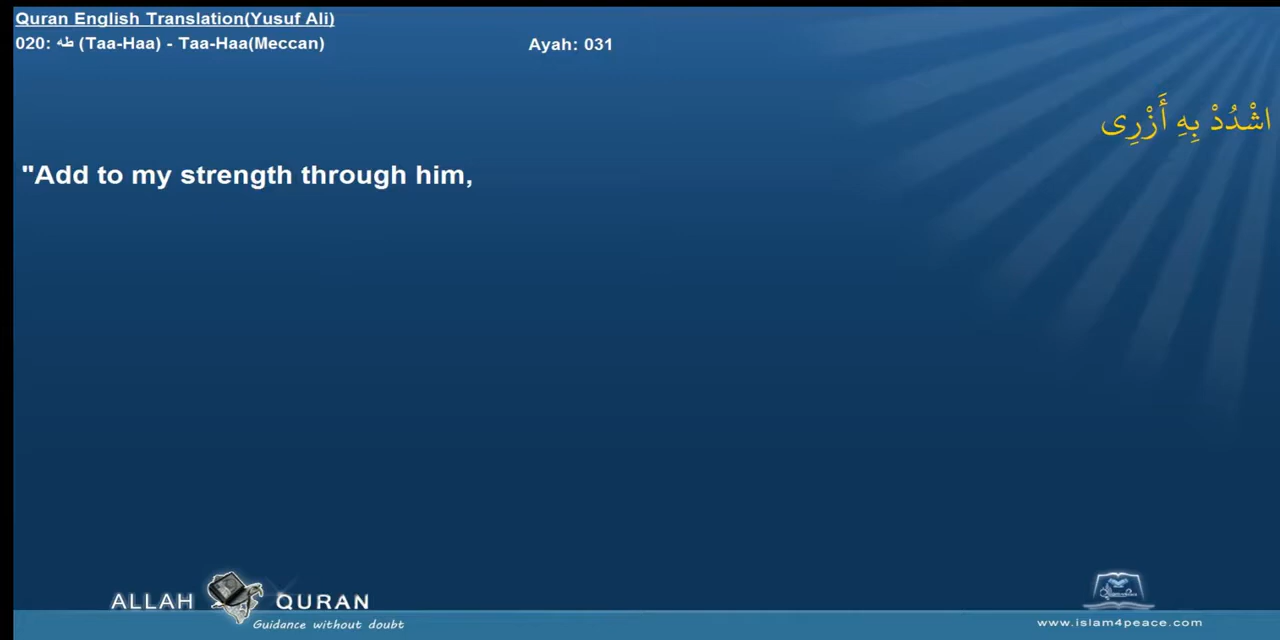 Quran English Translation(Yusuf Ali)
020: طه (Taa-Haa) - Taa-Haa(Meccan)
Ayah: 031
اشْدُدْ بِهِ أَزْرِى
"Add to my strength through him,
ALLAH QURAN
Guidance without doubt
www.islam4peace.com